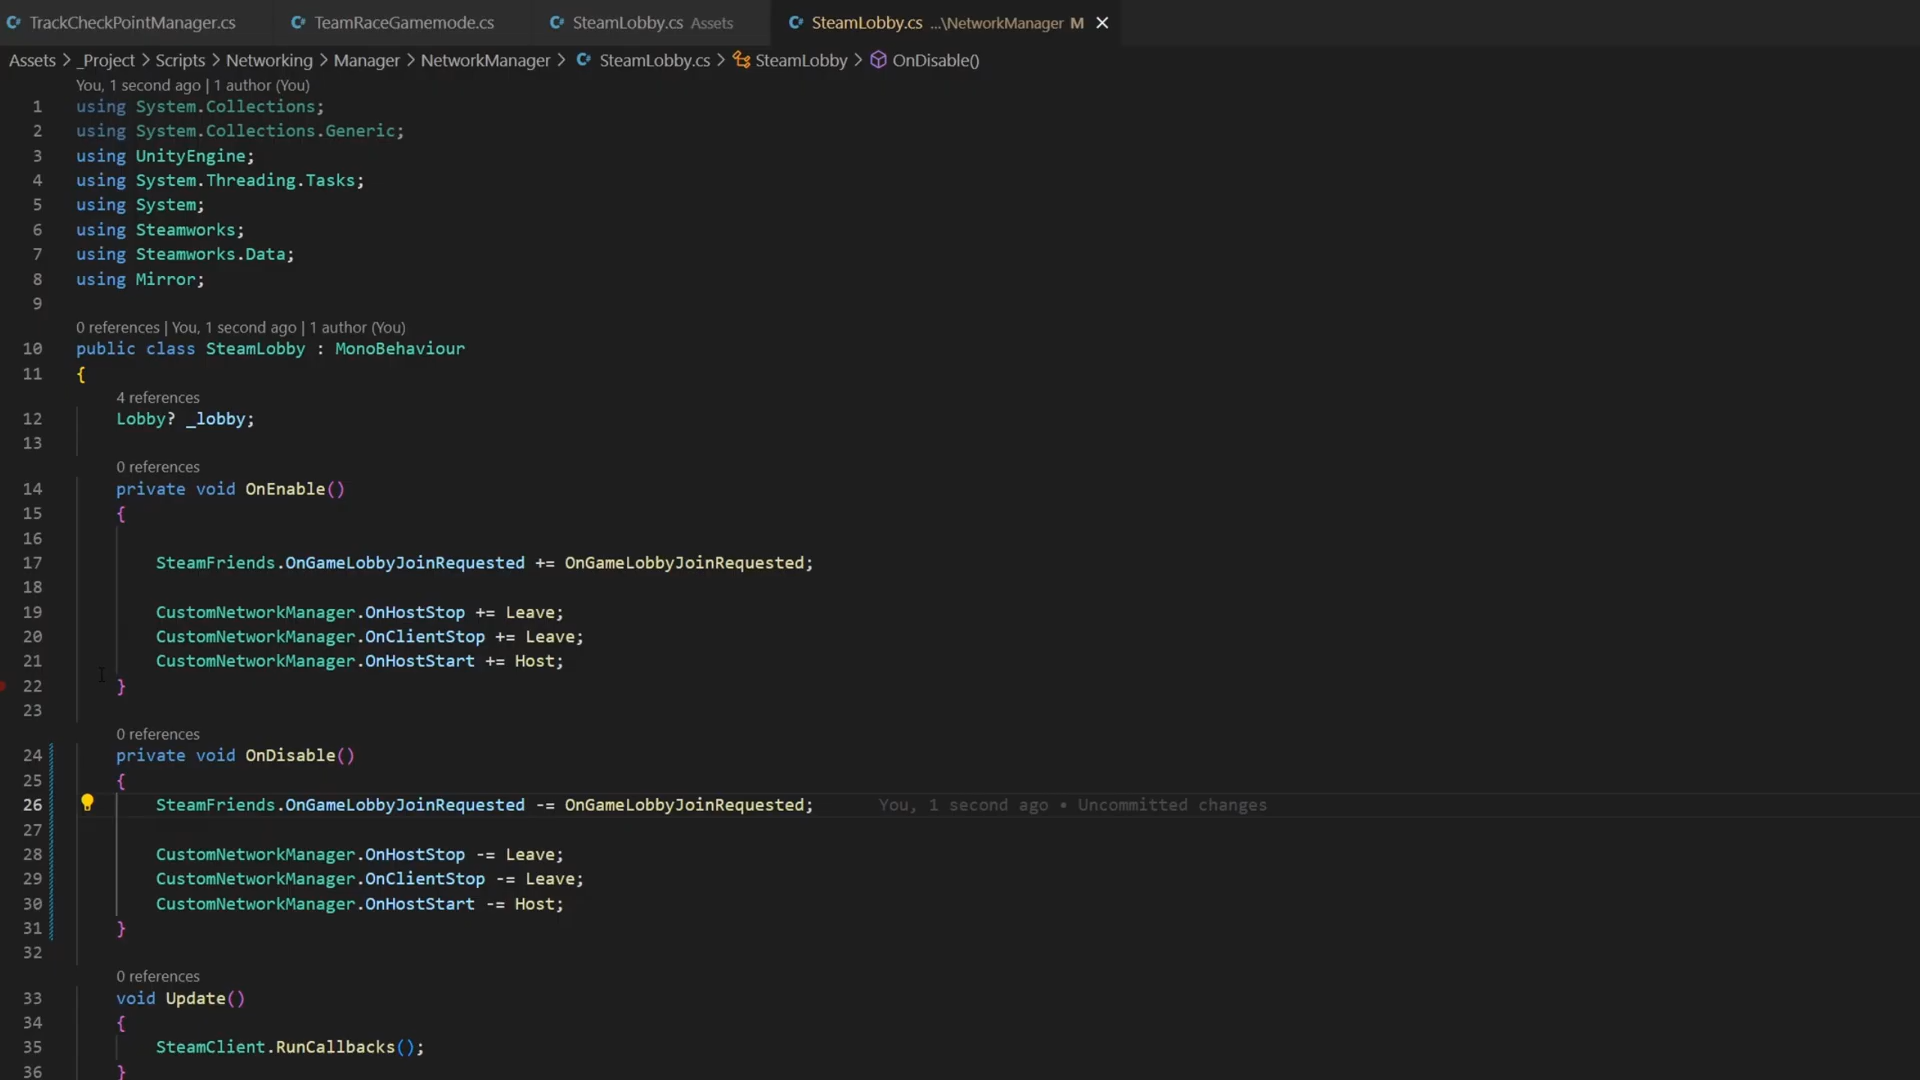 TrackCheckPointManager.cs TeamRaceGamemode.cs SteamLobby.cs Assets SteamLobby.cs ...\NetworkManager M
Assets > _Project > Scripts > Networking > Manager > NetworkManager > SteamLobby.cs > SteamLobby > OnDisable()
You, 1 second ago | 1 author (You)
1 using System.Collections;
2 using System.Collections.Generic;
3 using UnityEngine;
4 using System.Threading.Tasks;
5 using System;
6 using Steamworks;
7 using Steamworks.Data;
8 using Mirror;
9
0 references | You, 1 second ago | 1 author (You)
10 public class SteamLobby : MonoBehaviour
11 {
4 references
12 Lobby? _lobby;
13
0 references
14 private void OnEnable()
15 {
16
17 SteamFriends.OnGameLobbyJoinRequested += OnGameLobbyJoinRequested;
18
19 CustomNetworkManager.OnHostStop += Leave;
20 CustomNetworkManager.OnClientStop += Leave;
21 CustomNetworkManager.OnHostStart += Host;
22 }
23
0 references
24 private void OnDisable()
25 {
26 SteamFriends.OnGameLobbyJoinRequested -= OnGameLobbyJoinRequested; You, 1 second ago • Uncommitted changes
27
28 CustomNetworkManager.OnHostStop -= Leave;
29 CustomNetworkManager.OnClientStop -= Leave;
30 CustomNetworkManager.OnHostStart -= Host;
31 }
32
0 references
33 void Update()
34 {
35 SteamClient.RunCallbacks();
36 }